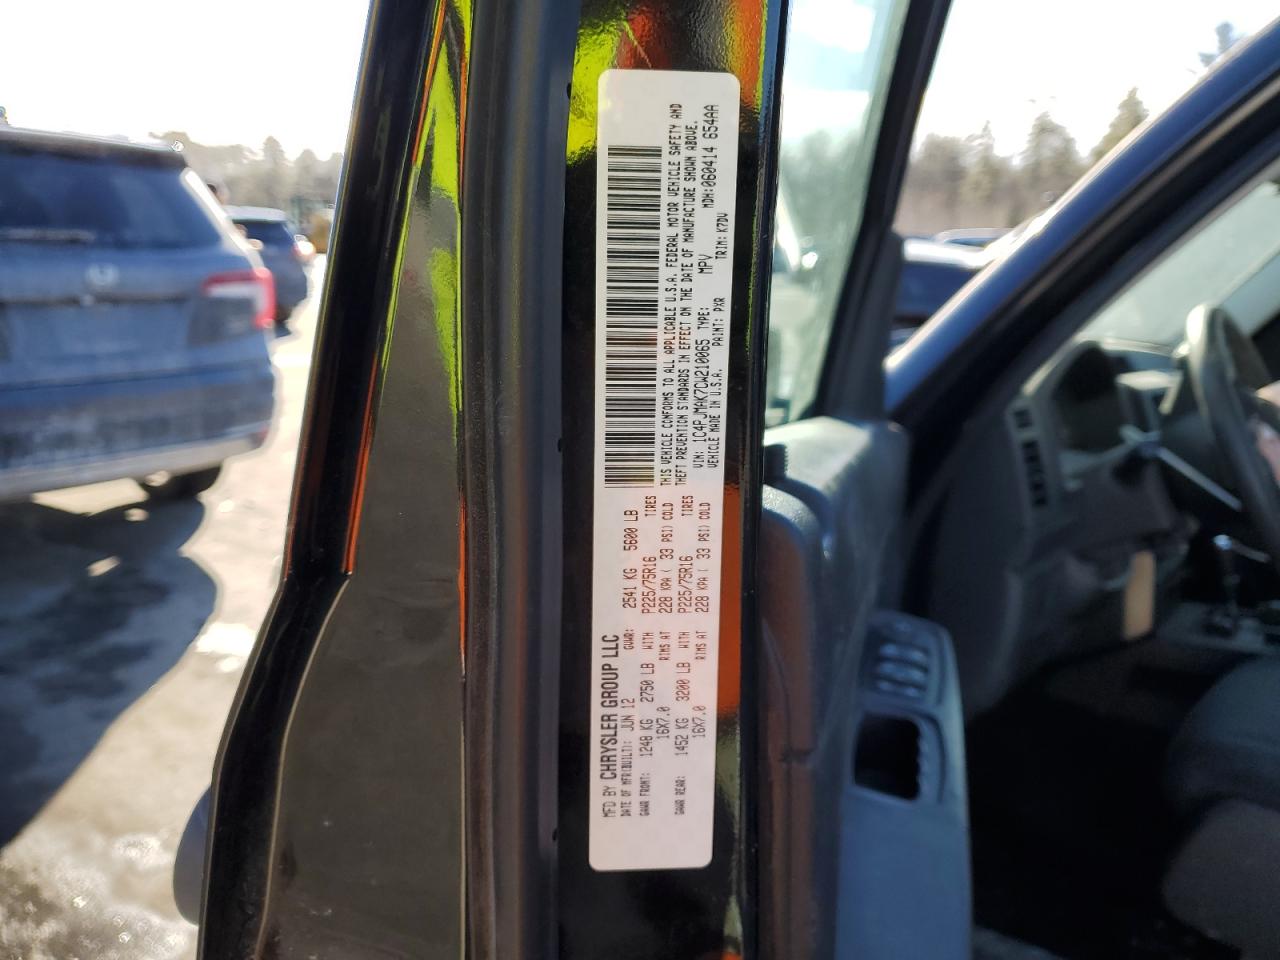 MFD BY CHRYSLER GROUP LLC
DATE OF MFR(BUILT): JUN 12 GVWR: 2541 KG 5600 LB
GAWR FRONT: 1248 KG 2750 LB WITH P225/75R16 TIRES
16X7.0 RIMS AT 228 KPA ( 33 PSI) COLD
GAWR REAR: 1452 KG 3200 LB WITH P225/75R16 TIRES
16X7.0 RIMS AT 228 KPA ( 33 PSI) COLD
THIS VEHICLE CONFORMS TO ALL APPLICABLE U.S.A. FEDERAL MOTOR VEHICLE SAFETY AND
THEFT PREVENTION STANDARDS IN EFFECT ON THE DATE OF MANUFACTURE SHOWN ABOVE.
VIN: 1C4PJMAK7CW210065 TYPE: MPV MDH:060414 654AA
VEHICLE MADE IN U.S.A. PAINT: PXR TRIM: K7DV